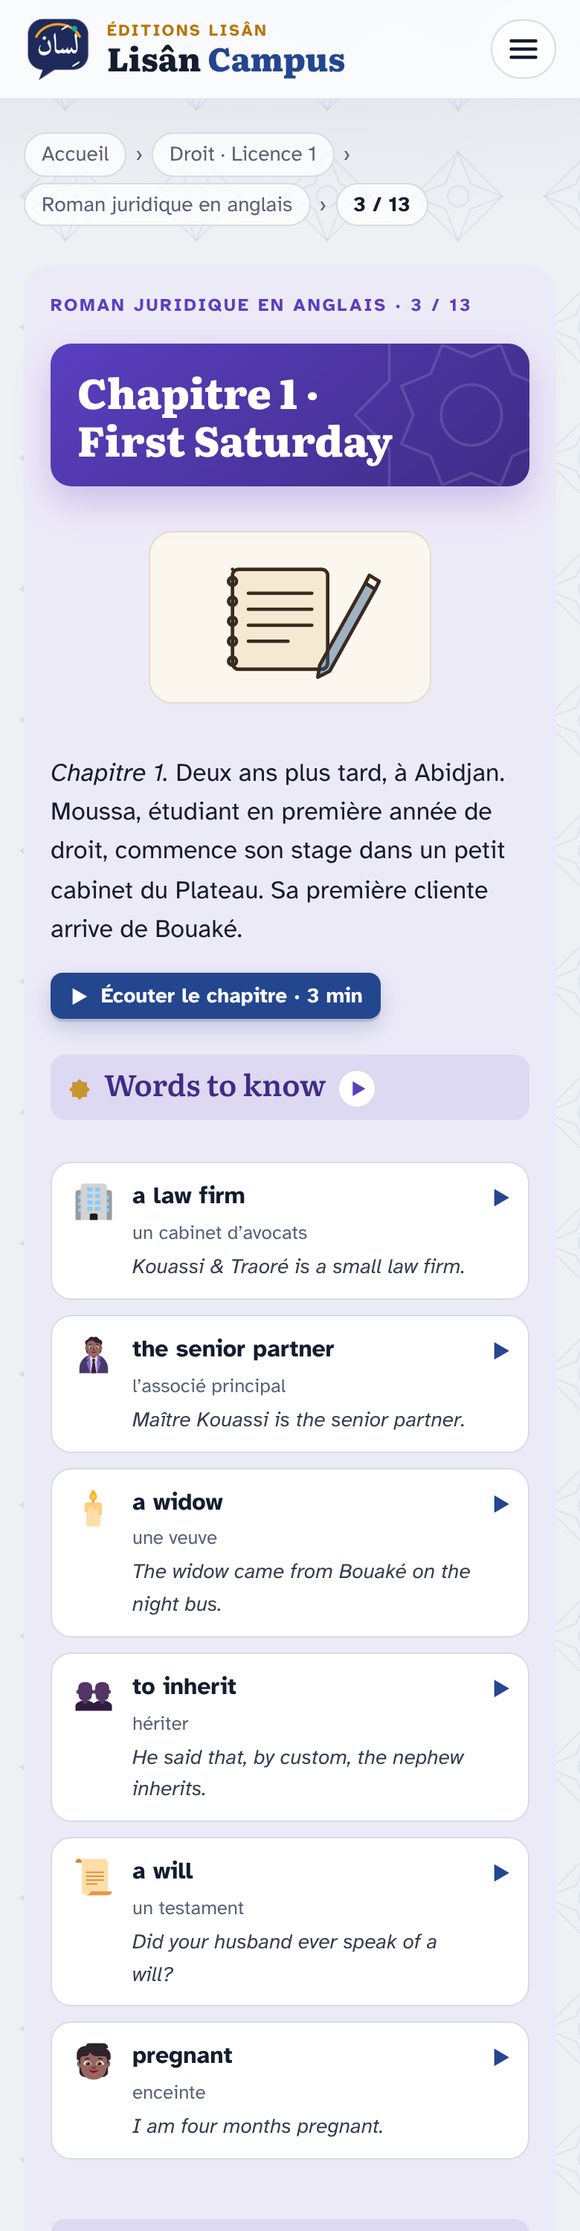 لِسَان
ÉDITIONS LISÂN
Lisân Campus
Accueil › Droit · Licence 1 ›
Roman juridique en anglais › 3 / 13
ROMAN JURIDIQUE EN ANGLAIS · 3 / 13
Chapitre 1 ·
First Saturday
Chapitre 1. Deux ans plus tard, à Abidjan.
Moussa, étudiant en première année de
droit, commence son stage dans un petit
cabinet du Plateau. Sa première cliente
arrive de Bouaké.
Écouter le chapitre · 3 min
Words to know
a law firm
un cabinet d’avocats
Kouassi & Traoré is a small law firm.
the senior partner
l’associé principal
Maître Kouassi is the senior partner.
a widow
une veuve
The widow came from Bouaké on the
night bus.
to inherit
hériter
He said that, by custom, the nephew
inherits.
a will
un testament
Did your husband ever speak of a
will?
pregnant
enceinte
I am four months pregnant.